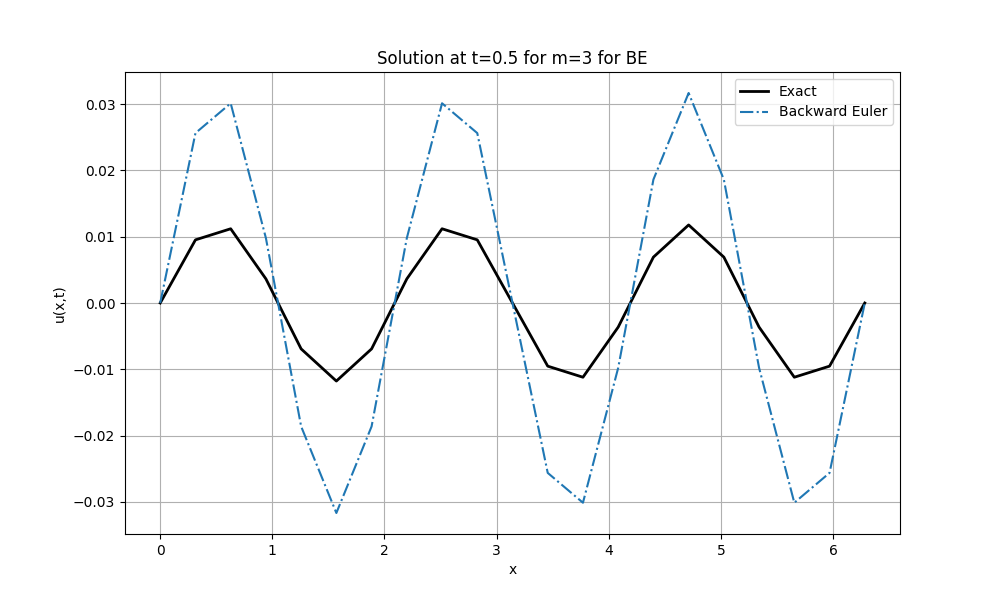 Solution at t=0.5 for m=3 for BE
Exact
Backward Euler
0.03
0.02
0.01
0.00
−0.01
−0.02
−0.03
u(x,t)
0 1 2 3 4 5 6
x